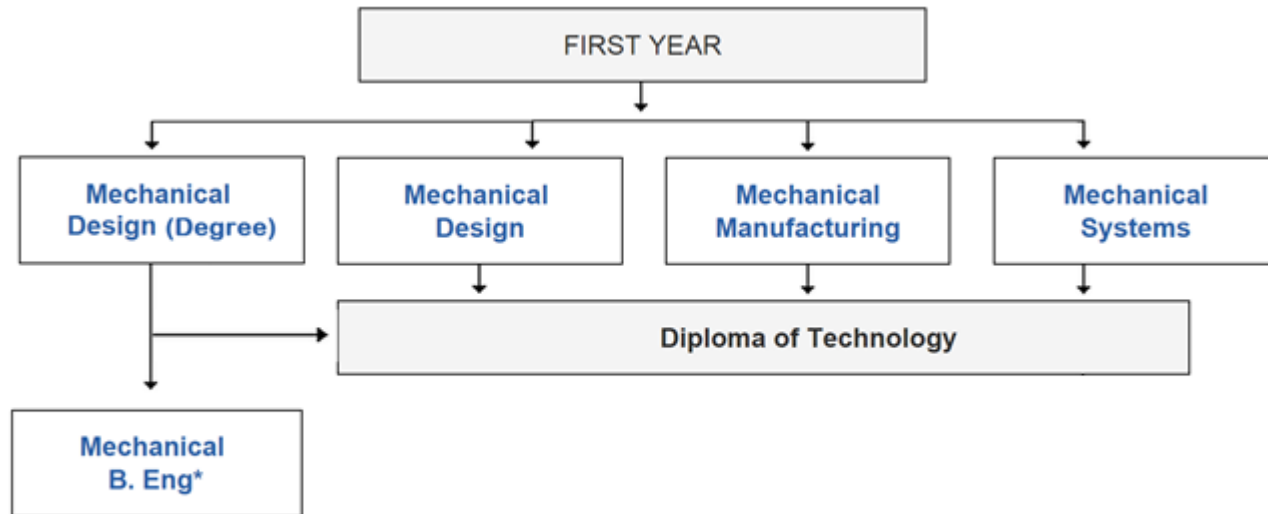 FIRST YEAR
Mechanical
Design (Degree)
Mechanical
Design
Mechanical
Manufacturing
Mechanical
Systems
Diploma of Technology
Mechanical
B. Eng*